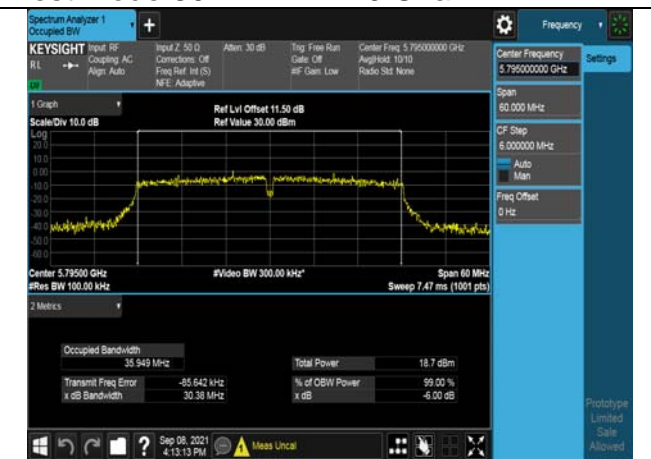 Spectrum Analyzer 1
Occupied BW
+
Frequency
KEYSIGHT
RL
Input: RF
Coupling: AC
Align: Auto
Input Z: 50 Ω
Corrections: Off
Freq Ref: Int (S)
NFE: Adaptive
Atten: 30 dB
Trig: Free Run
Gate: Off
#IF Gain: Low
Center Freq: 5.795000000 GHz
Avg|Hold: 10/10
Radio Std: None
Center Frequency
5.795000000 GHz
Settings
Span
60.000 MHz
CF Step
6.000000 MHz
Auto
Man
Freq Offset
0 Hz
1 Graph
Scale/Div 10.0 dB
Ref Lvl Offset 11.50 dB
Ref Value 30.00 dBm
Log
20.0
10.0
0.00
-10.0
-20.0
-30.0
-40.0
-50.0
-60.0
Center 5.79500 GHz
#Res BW 100.00 kHz
#Video BW 300.00 kHz*
Span 60 MHz
Sweep 7.47 ms (1001 pts)
2 Metrics
Occupied Bandwidth
35.949 MHz
Total Power 18.7 dBm
Transmit Freq Error -85.642 kHz
% of OBW Power 99.00 %
x dB Bandwidth 30.38 MHz
x dB -6.00 dB
Prototype
Limited
Sale
Allowed
?
Sep 08, 2021
4:13:13 PM
Meas Uncal